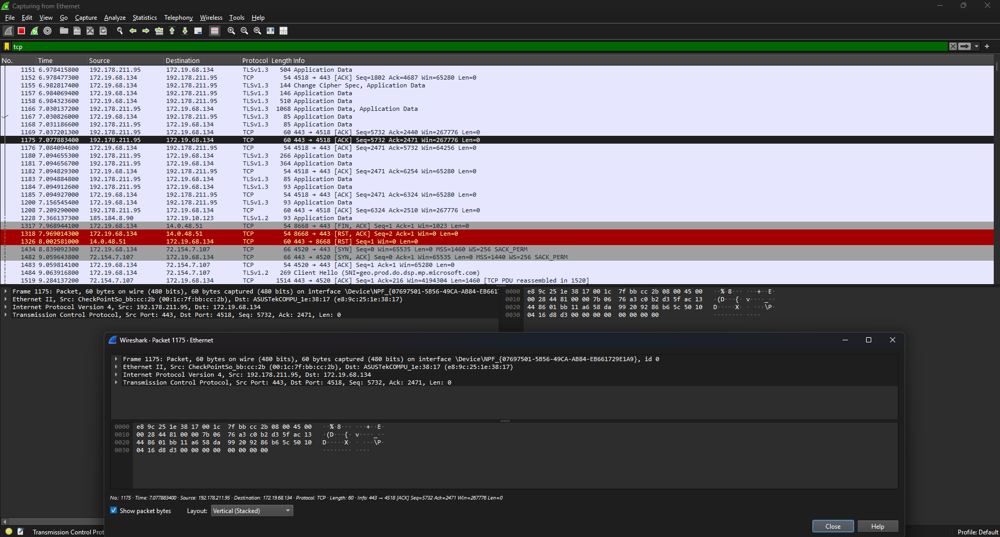 Capturing from Ethernet
File Edit View Go Capture Analyze Statistics Telephony Wireless Tools Help
tcp
No. Time Source Destination Protocol Length Info
1151 6.978415800 192.178.211.95 172.19.68.134 TLSv1.3 504 Application Data
1152 6.978477300 172.19.68.134 192.178.211.95 TCP 54 4518 → 443 [ACK] Seq=1802 Ack=4687 Win=65280 Len=0
1155 6.982817400 172.19.68.134 192.178.211.95 TLSv1.3 144 Change Cipher Spec, Application Data
1157 6.984069400 172.19.68.134 192.178.211.95 TLSv1.3 146 Application Data
1158 6.984323600 172.19.68.134 192.178.211.95 TLSv1.3 510 Application Data
1166 7.030137200 192.178.211.95 172.19.68.134 TLSv1.3 1068 Application Data, Application Data
1167 7.030826000 172.19.68.134 192.178.211.95 TLSv1.3 85 Application Data
1168 7.031186600 192.178.211.95 172.19.68.134 TLSv1.3 85 Application Data
1169 7.037201300 192.178.211.95 172.19.68.134 TCP 60 443 → 4518 [ACK] Seq=5732 Ack=2440 Win=267776 Len=0
1175 7.077883400 192.178.211.95 172.19.68.134 TCP 60 443 → 4518 [ACK] Seq=5732 Ack=2471 Win=267776 Len=0
1176 7.084094600 172.19.68.134 192.178.211.95 TCP 54 4518 → 443 [ACK] Seq=2471 Ack=5732 Win=64256 Len=0
1180 7.094655300 192.178.211.95 172.19.68.134 TLSv1.3 266 Application Data
1181 7.094656700 192.178.211.95 172.19.68.134 TLSv1.3 364 Application Data
1182 7.094829300 172.19.68.134 192.178.211.95 TCP 54 4518 → 443 [ACK] Seq=2471 Ack=6254 Win=65280 Len=0
1183 7.094884800 192.178.211.95 172.19.68.134 TLSv1.3 85 Application Data
1184 7.094912600 192.178.211.95 172.19.68.134 TLSv1.3 93 Application Data
1185 7.094927000 172.19.68.134 192.178.211.95 TCP 54 4518 → 443 [ACK] Seq=2471 Ack=6324 Win=65280 Len=0
1200 7.156545400 172.19.68.134 192.178.211.95 TLSv1.3 93 Application Data
1208 7.209290000 192.178.211.95 172.19.68.134 TCP 60 443 → 4518 [ACK] Seq=6324 Ack=2510 Win=267776 Len=0
1228 7.366137300 185.184.8.90 172.19.10.123 TLSv1.2 93 Application Data
1317 7.968944100 172.19.68.134 14.0.48.51 TCP 54 8668 → 443 [FIN, ACK] Seq=1 Ack=1 Win=1023 Len=0
1318 7.969014300 172.19.68.134 14.0.48.51 TCP 54 8668 → 443 [RST, ACK] Seq=2 Ack=1 Win=0 Len=0
1326 8.002581000 14.0.48.51 172.19.68.134 TCP 60 443 → 8668 [RST] Seq=1 Win=0 Len=0
1434 8.839092300 172.19.68.134 72.154.7.107 TCP 66 4520 → 443 [SYN] Seq=0 Win=65535 Len=0 MSS=1460 WS=256 SACK_PERM
1482 9.059643800 72.154.7.107 172.19.68.134 TCP 66 443 → 4520 [SYN, ACK] Seq=0 Ack=1 Win=65535 Len=0 MSS=1440 WS=256 SACK_PERM
1483 9.059814100 172.19.68.134 72.154.7.107 TCP 54 4520 → 443 [ACK] Seq=1 Ack=1 Win=65280 Len=0
1484 9.063916800 172.19.68.134 72.154.7.107 TLSv1.2 269 Client Hello (SNI=geo.prod.do.dsp.mp.microsoft.com)
1519 9.284137200 72.154.7.107 172.19.68.134 TCP 1514 443 → 4520 [ACK] Seq=1 Ack=216 Win=4194304 Len=1460 [TCP PDU reassembled in 1520]
Frame 1175: Packet, 60 bytes on wire (480 bits), 60 bytes captured (480 bits) on interface \Device\NPF_{07697501-5B56-49CA-AB84-EB661
Ethernet II, Src: CheckPointSo_bb:cc:2b (00:1c:7f:bb:cc:2b), Dst: ASUSTekCOMPU_1e:38:17 (e8:9c:25:1e:38:17)
Internet Protocol Version 4, Src: 192.178.211.95, Dst: 172.19.68.134
Transmission Control Protocol, Src Port: 443, Dst Port: 4518, Seq: 5732, Ack: 2471, Len: 0
0000 e8 9c 25 1e 38 17 00 1c 7f bb cc 2b 08 00 45 00 ··%·8··· ···+··E·
0010 00 28 44 81 00 00 7b 06 76 a3 c0 b2 d3 5f ac 13 ·(D···{· v····_··
0020 44 86 01 bb 11 a6 58 da 99 20 92 86 b6 5c 50 10 D·····X· · ···\P·
0030 04 16 d8 d3 00 00 00 00 00 00 00 00 ········ ····
Wireshark · Packet 1175 · Ethernet
Frame 1175: Packet, 60 bytes on wire (480 bits), 60 bytes captured (480 bits) on interface \Device\NPF_{07697501-5B56-49CA-AB84-EB661729E1A9}, id 0
Ethernet II, Src: CheckPointSo_bb:cc:2b (00:1c:7f:bb:cc:2b), Dst: ASUSTekCOMPU_1e:38:17 (e8:9c:25:1e:38:17)
Internet Protocol Version 4, Src: 192.178.211.95, Dst: 172.19.68.134
Transmission Control Protocol, Src Port: 443, Dst Port: 4518, Seq: 5732, Ack: 2471, Len: 0
0000 e8 9c 25 1e 38 17 00 1c 7f bb cc 2b 08 00 45 00 ··%·8··· ···+··E·
0010 00 28 44 81 00 00 7b 06 76 a3 c0 b2 d3 5f ac 13 ·(D···{· v····_··
0020 44 86 01 bb 11 a6 58 da 99 20 92 86 b6 5c 50 10 D·····X· · ···\P·
0030 04 16 d8 d3 00 00 00 00 00 00 00 00 ········ ····
No.: 1175 · Time: 7.077883400 · Source: 192.178.211.95 · Destination: 172.19.68.134 · Protocol: TCP · Length: 60 · Info: 443 → 4518 [ACK] Seq=5732 Ack=2471 Win=267776 Len=0
Show packet bytes Layout: Vertical (Stacked)
Close Help
Transmission Control Prot
Profile: Default